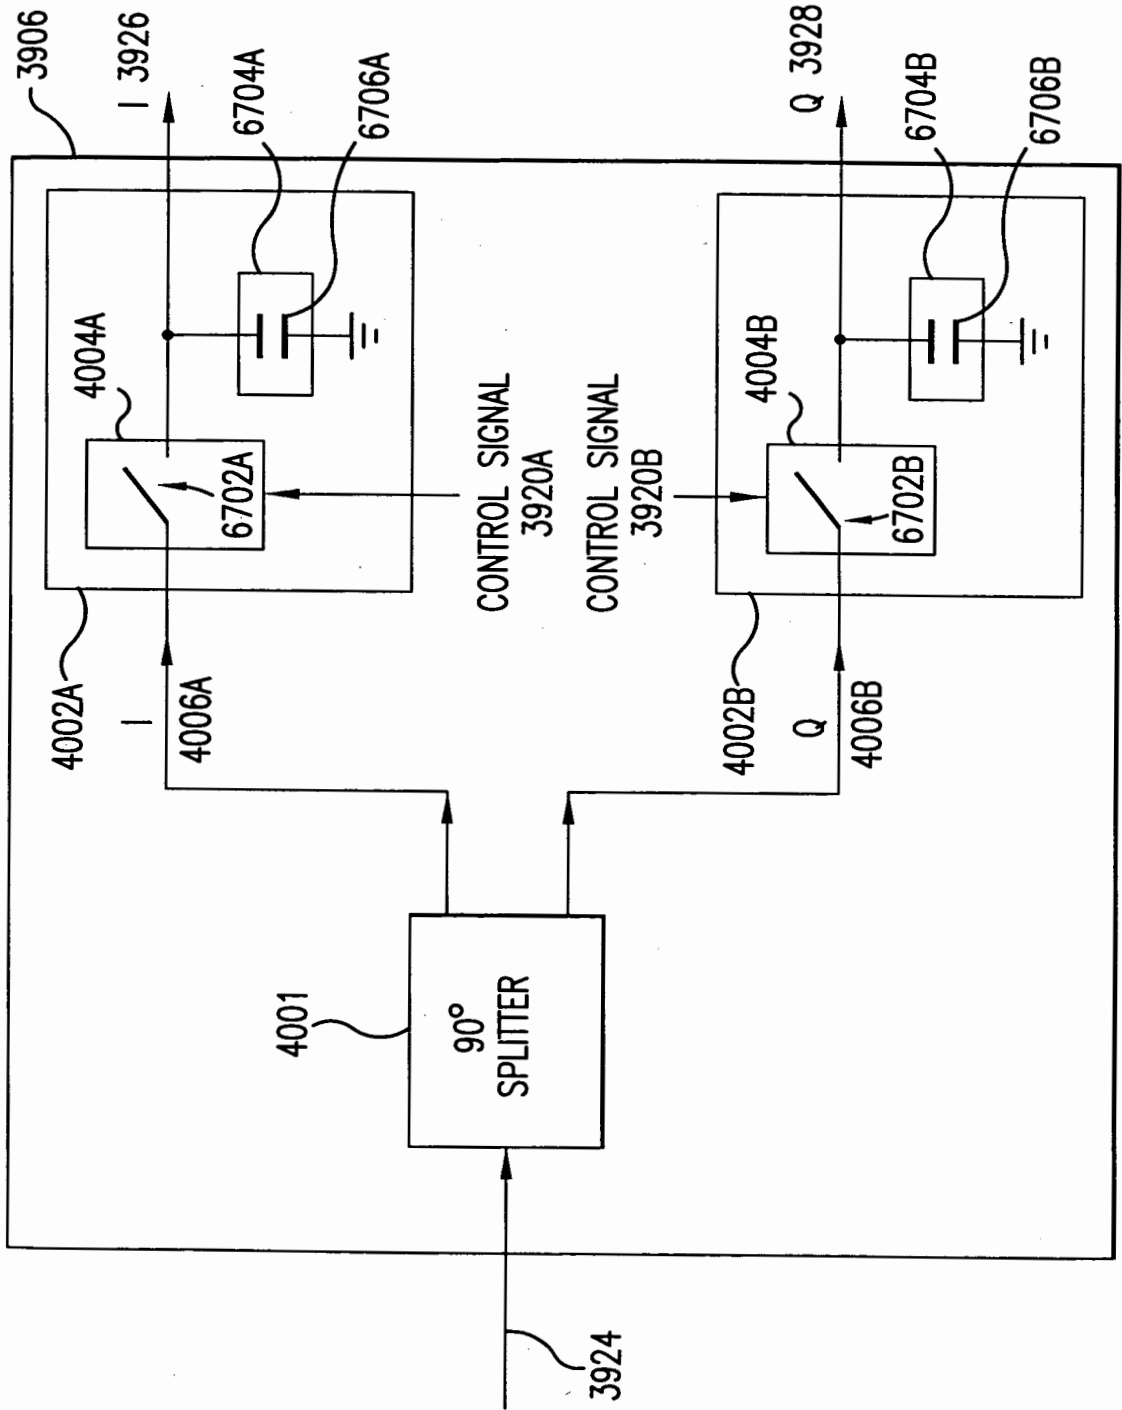 3906
I 3926
6704A
6706A
4004A
6702A
4002A
I
4006A
CONTROL SIGNAL
3920A
CONTROL SIGNAL
3920B
4001
90°
SPLITTER
3924
Q 3928
6704B
6706B
4004B
6702B
4002B
Q
4006B